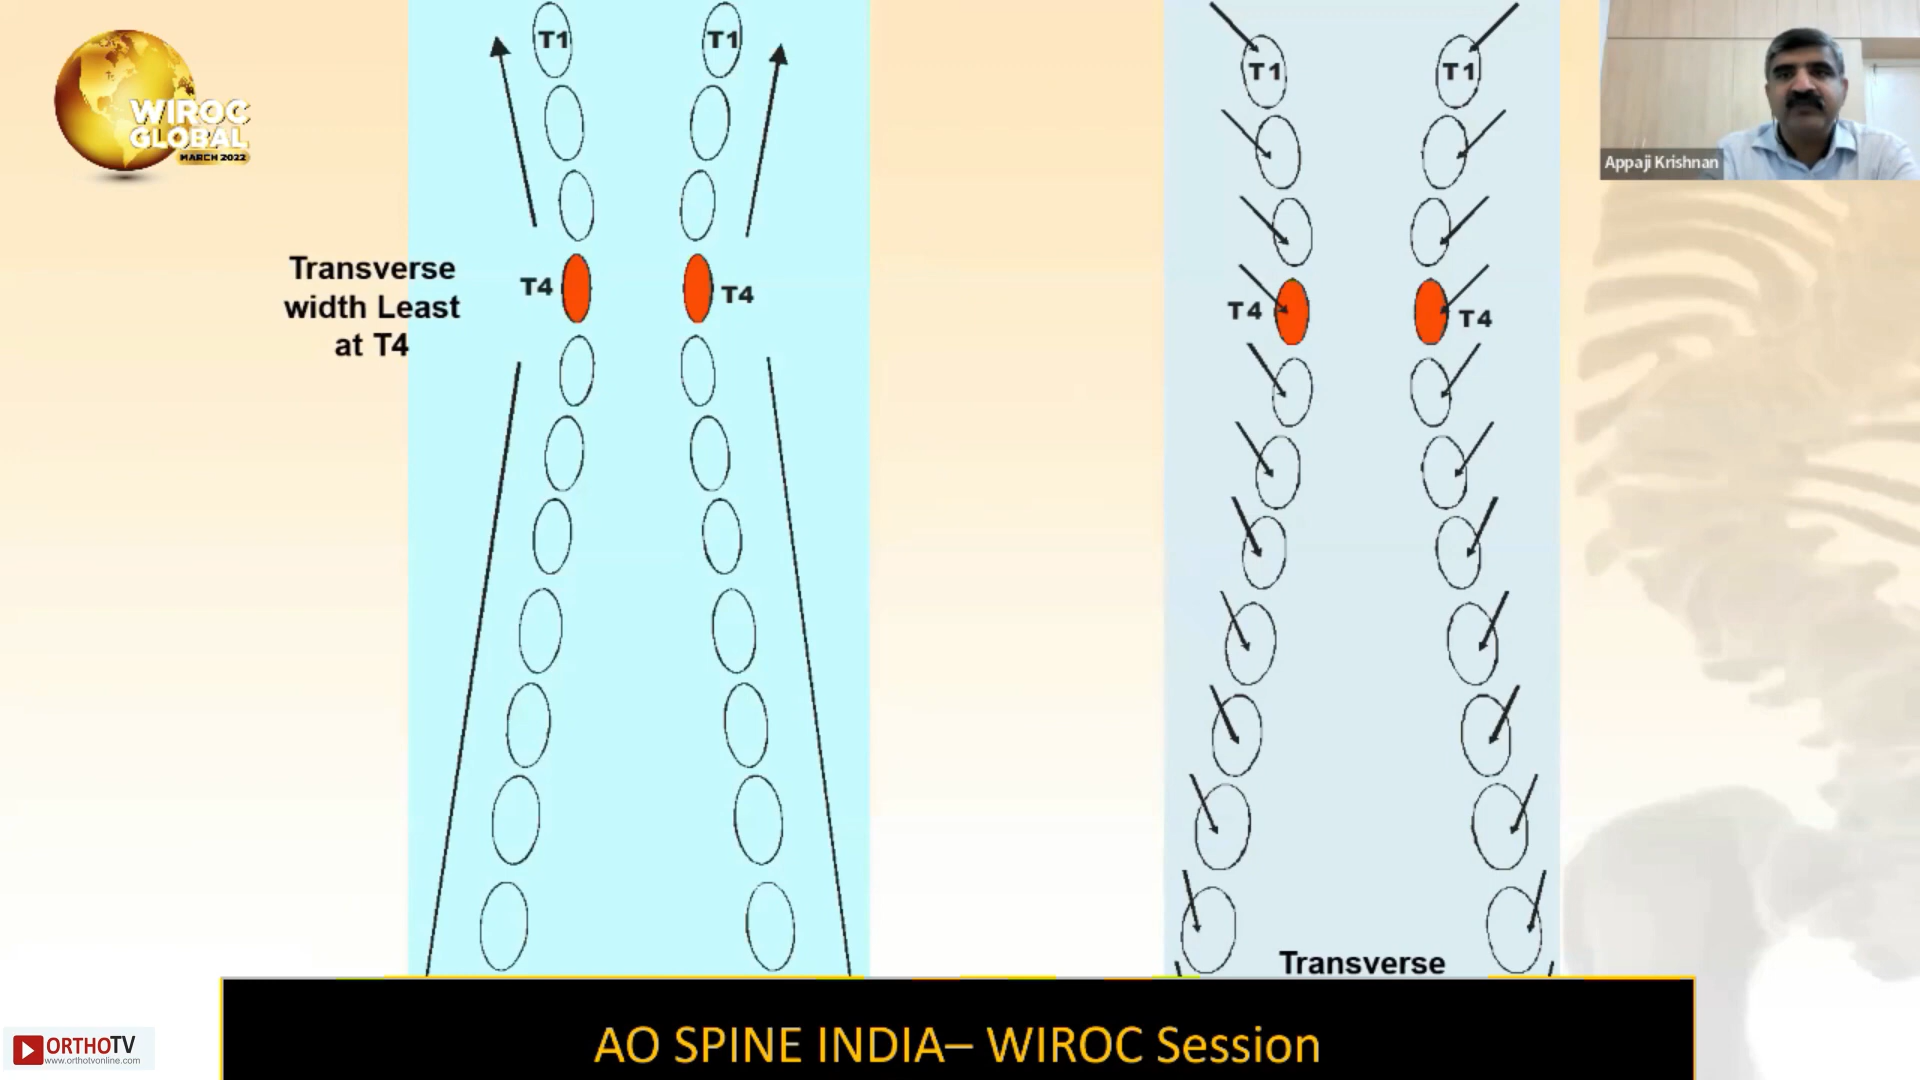 WIROC
GLOBAL
MARCH 2022
Transverse
width Least
at T4
T1
T1
T4
T4
T1
T1
T4
T4
Transverse
Appaji Krishnan
AO SPINE INDIA– WIROC Session
ORTHOTV
www.orthotvonline.com